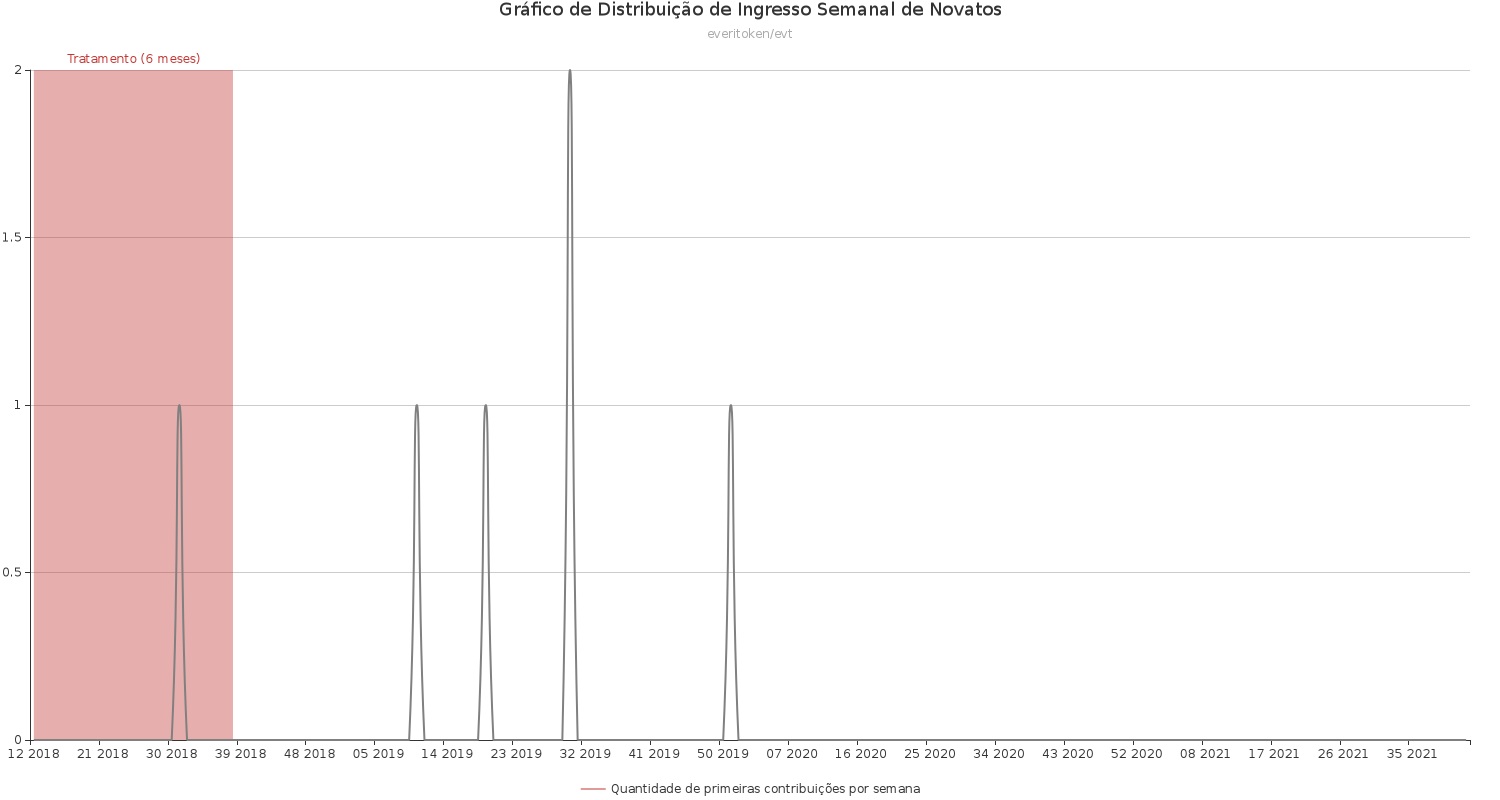 Gráfico de Distribuição de Ingresso Semanal de Novatos
everitoken/evt
Tratamento (6 meses)
2
1.5
1
0.5
0
12 2018 21 2018 30 2018 39 2018 48 2018 05 2019 14 2019 23 2019 32 2019 41 2019 50 2019 07 2020 16 2020 25 2020 34 2020 43 2020 52 2020 08 2021 17 2021 26 2021 35 2021
Quantidade de primeiras contribuições por semana